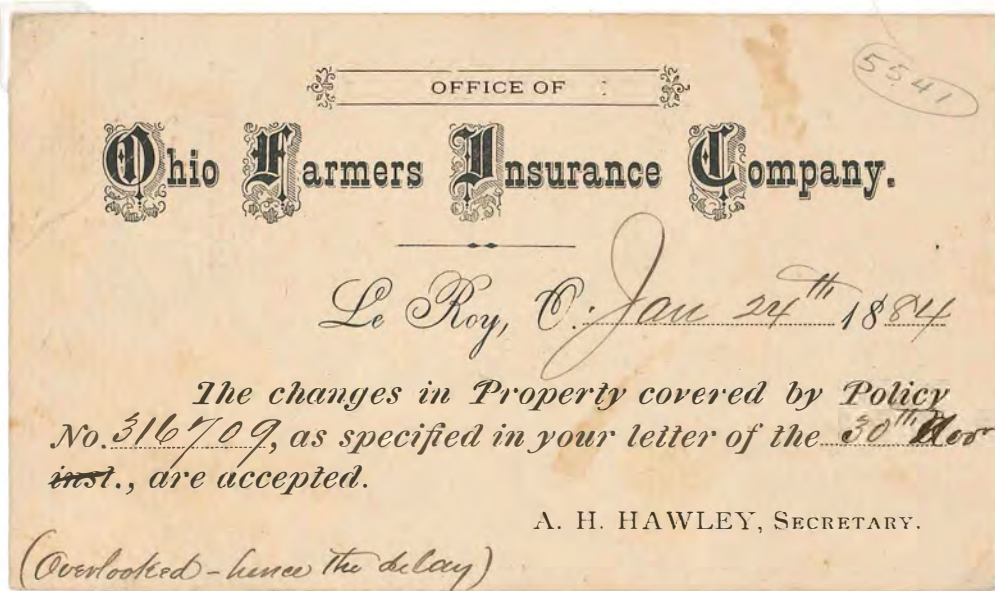 5541
OFFICE OF
Ohio Farmers Insurance Company.
Le Roy, O. Jan 24th 1884
The changes in Property covered by Policy
No. 316709, as specified in your letter of the 30th Nov
inst., are accepted.
A. H. HAWLEY, SECRETARY.
(Overlooked - hence the delay)